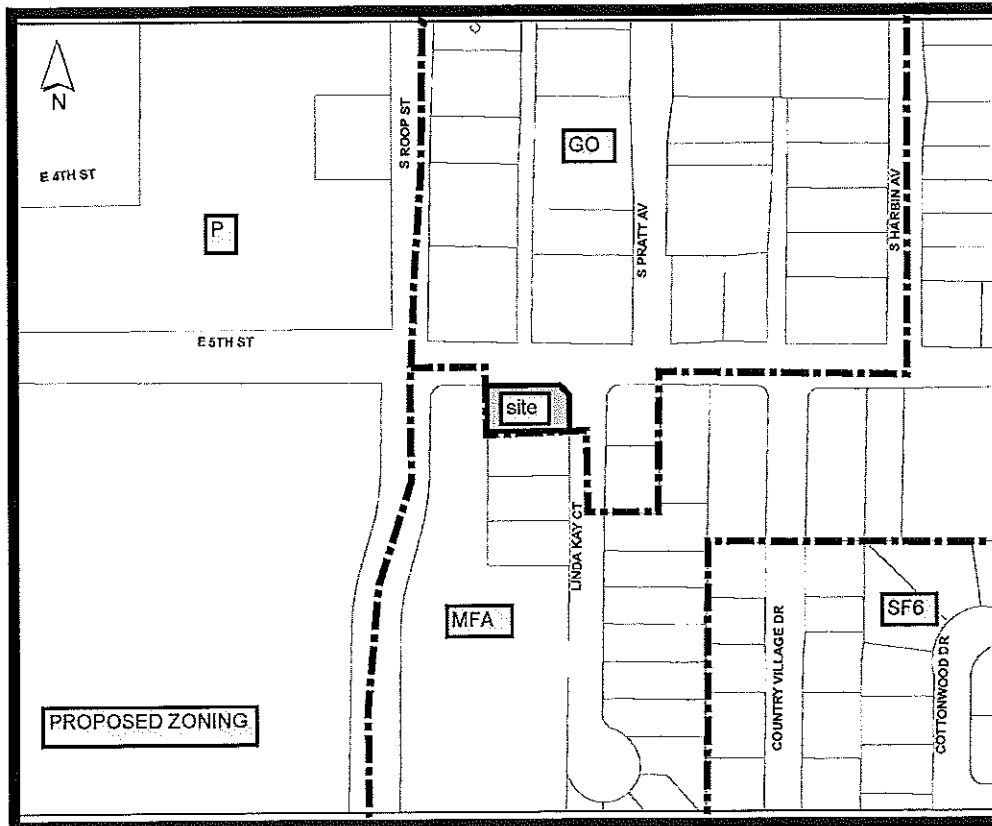 N
E 4TH ST
S ROOP ST
GO
S HARBIN AV
P
S PRATT AV
E 5TH ST
site
LINDA KAY CT
MFA
SF6
COUNTRY VILLAGE DR
COTTONWOOD DR
PROPOSED ZONING